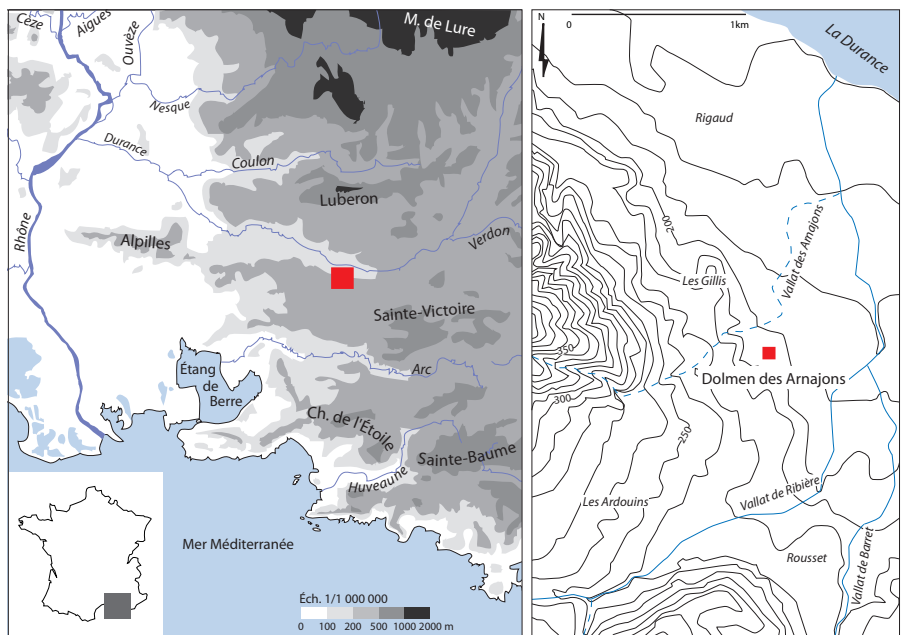 Cèze
Aigues
Ouvèze
M. de Lure
Nesque
Durance
Coulon
Luberon
Rhône
Alpilles
Verdon
Sainte-Victoire
Étang
de
Berre
Arc
Ch. de l'Étoile
Sainte-Baume
Huveaune
Mer Méditerranée
Éch. 1/1 000 000
0 100 200 500 1000 2000 m
N
0 1km
La Durance
Rigaud
200
Vallat des Arnajons
Les Gillis
350
Dolmen des Arnajons
300
250
Les Ardouins
Vallat de Ribière
Rousset
Vallat de Barret